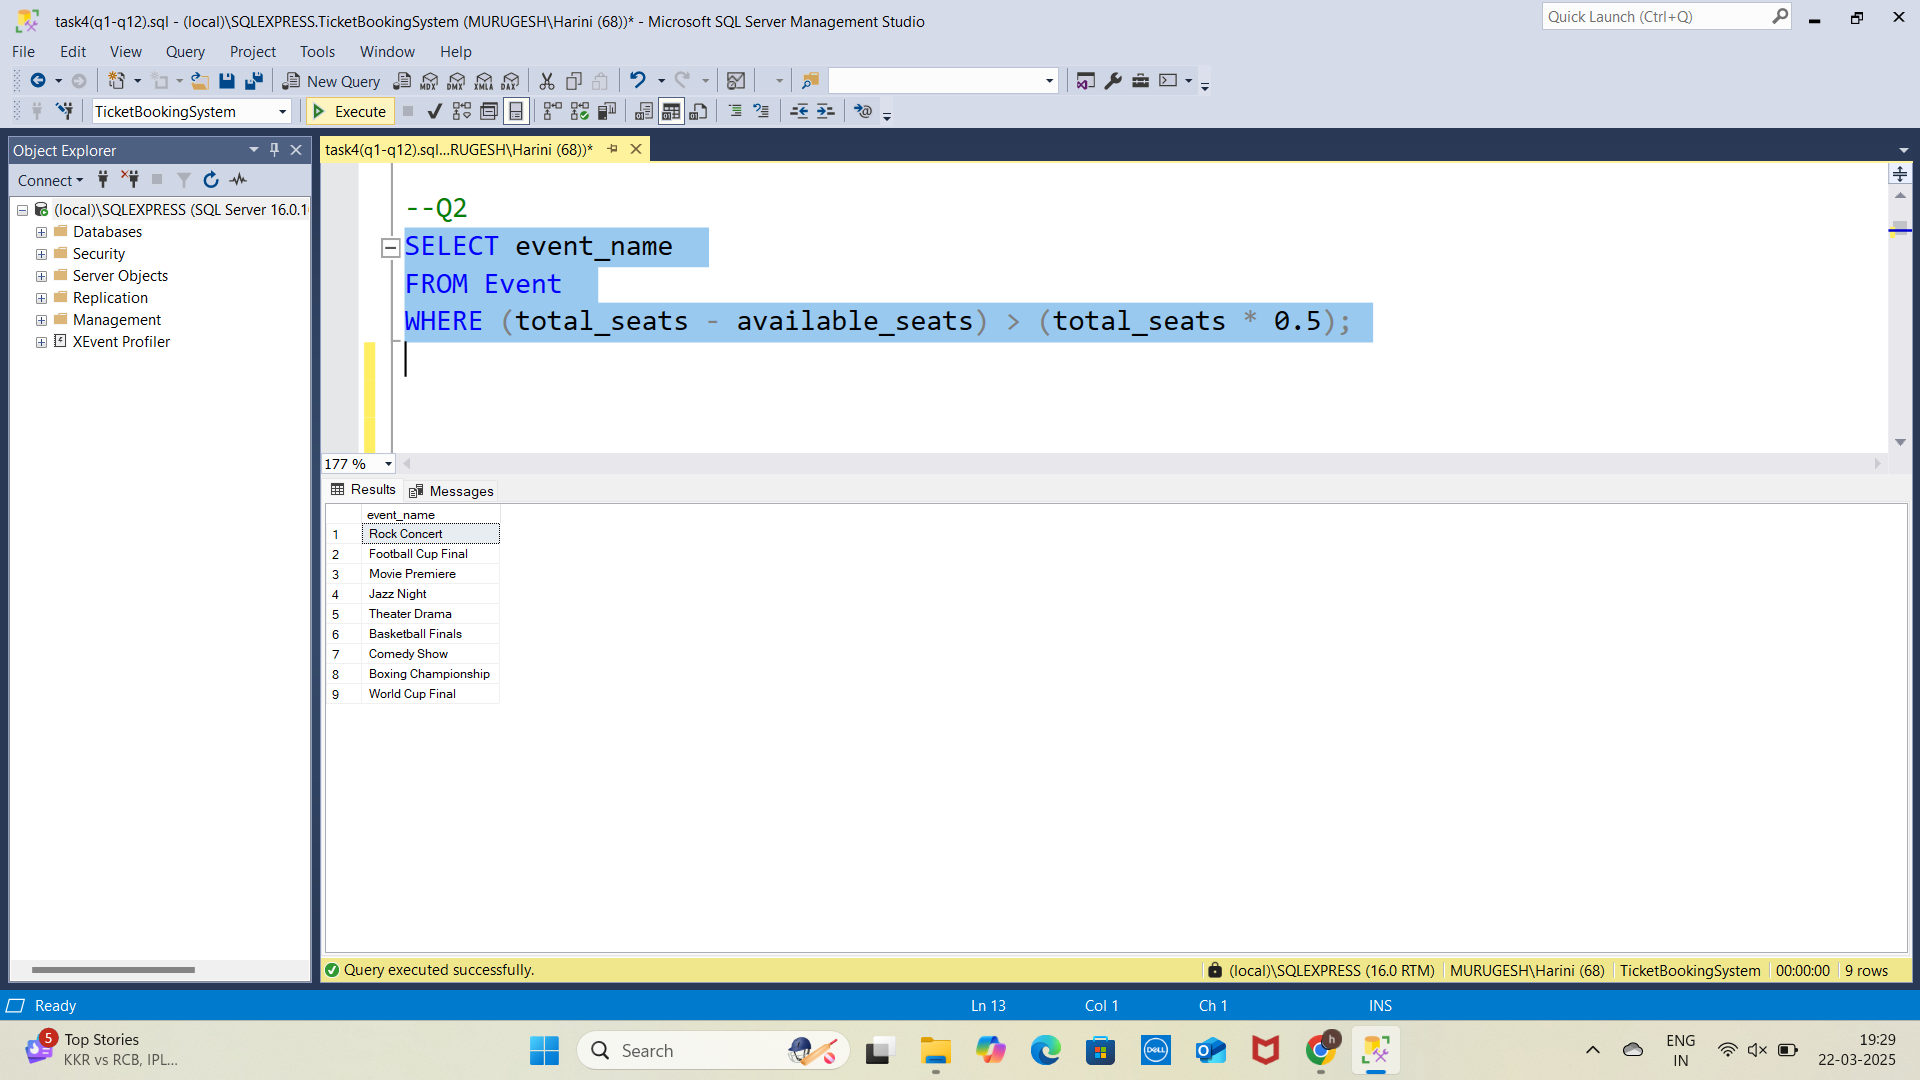 task4(q1-q12).sql - (local)\SQLEXPRESS.TicketBookingSystem (MURUGESH\Harini (68))* - Microsoft SQL Server Management Studio
Quick Launch (Ctrl+Q)
File Edit View Query Project Tools Window Help
New Query MDX DMX XMLA DAX
TicketBookingSystem Execute
Object Explorer
Connect
(local)\SQLEXPRESS (SQL Server 16.0.1
Databases
Security
Server Objects
Replication
Management
XEvent Profiler
task4(q1-q12).sql...RUGESH\Harini (68))*
--Q2
SELECT event_name
FROM Event
WHERE (total_seats - available_seats) > (total_seats * 0.5);
177 %
Results Messages
event_name
1 Rock Concert
2 Football Cup Final
3 Movie Premiere
4 Jazz Night
5 Theater Drama
6 Basketball Finals
7 Comedy Show
8 Boxing Championship
9 World Cup Final
Query executed successfully. (local)\SQLEXPRESS (16.0 RTM) MURUGESH\Harini (68) TicketBookingSystem 00:00:00 9 rows
Ready Ln 13 Col 1 Ch 1 INS
5 Top Stories
KKR vs RCB, IPL...
Search
DELL
h
ENG
IN
19:29
22-03-2025